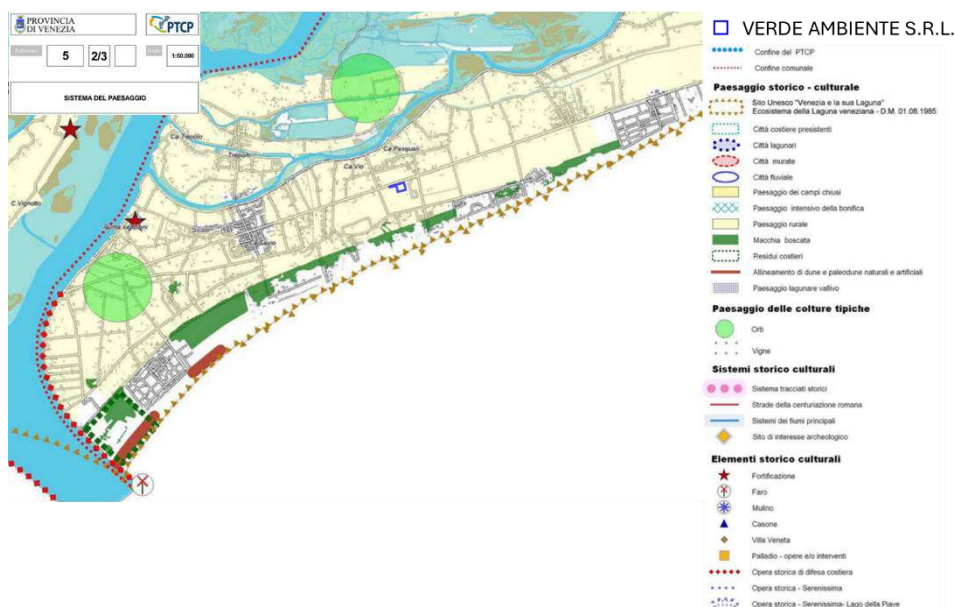 PROVINCIA
DI VENEZIA
PTCP
5
2/3
1:50.000
SISTEMA DEL PAESAGGIO
VERDE AMBIENTE S.R.L.
Confine del PTCP
Confine comunale
Paesaggio storico - culturale
Sito Unesco "Venezia e la sua Laguna"
Ecosistema della Laguna veneziana - D.M. 01.08.1985
Città costiere presistenti
Città lagunari
Città murate
Città fluviale
Paesaggio dei campi chiusi
Paesaggio intensivo della bonifica
Paesaggio rurale
Macchia boscata
Residui costieri
Allineamento di dune e paleodune naturali e artificiali
Paesaggio lagunare vallivo
Paesaggio delle colture tipiche
Orti
Vigne
Sistemi storico culturali
Sistema tracciati storici
Strade della centuriazione romana
Sistemi dei fiumi principali
Sito di interesse archeologico
Elementi storico culturali
Fortificazione
Faro
Mulino
Casone
Villa Veneta
Palladio - opere e/o interventi
Opera storica di difesa costiera
Opera storica - Serenissima
Opera storica - Serenissima- Lago della Piave
Ca Tiepolo
Treporti
Ca Pasquali
Ca Vio
C.Vignotto